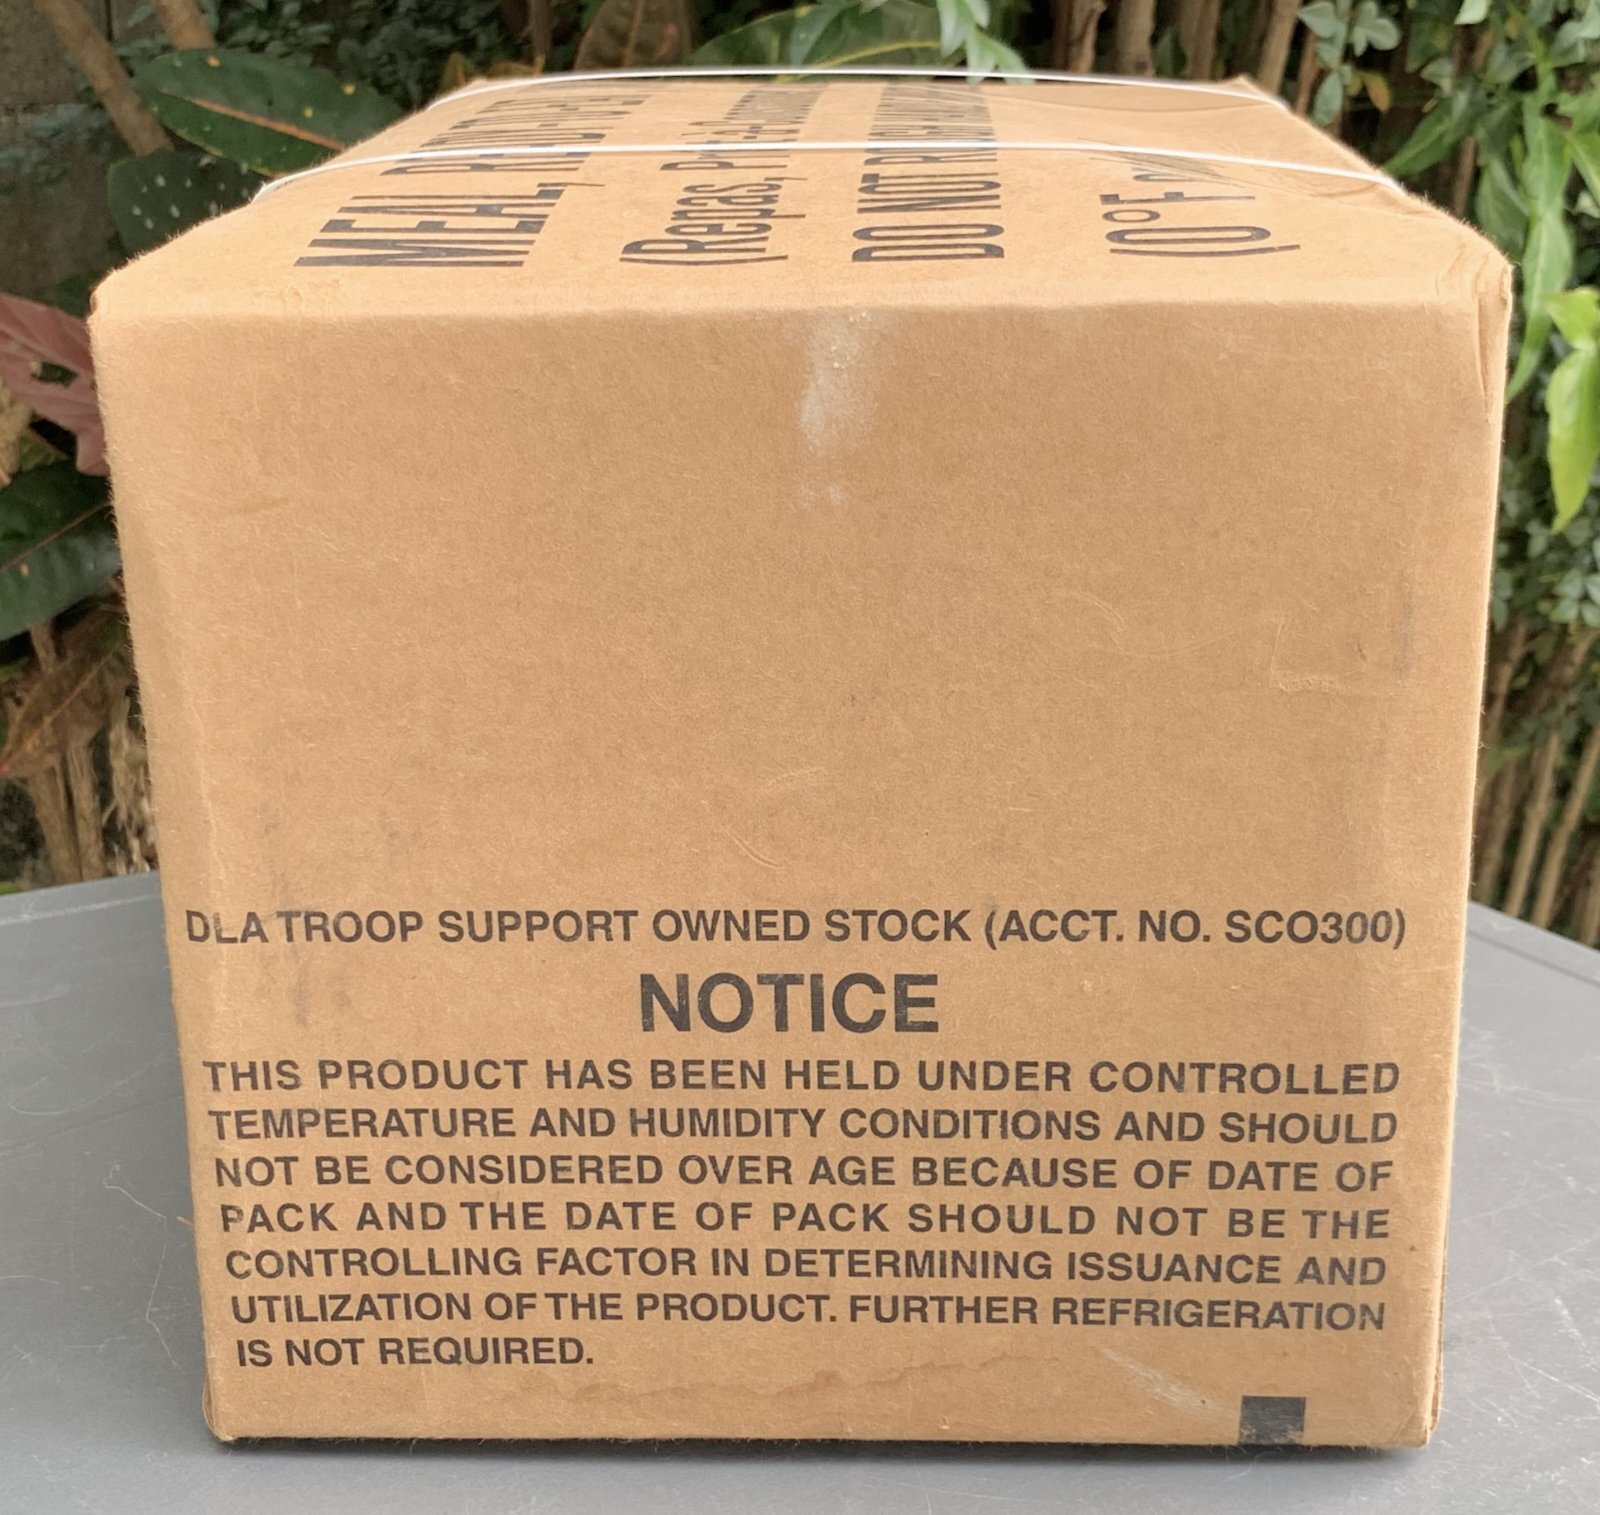 MEAL,
(Repas,
DO NOT
(0°F
DLA TROOP SUPPORT OWNED STOCK (ACCT. NO. SCO300)
NOTICE
THIS PRODUCT HAS BEEN HELD UNDER CONTROLLED
TEMPERATURE AND HUMIDITY CONDITIONS AND SHOULD
NOT BE CONSIDERED OVER AGE BECAUSE OF DATE OF
PACK AND THE DATE OF PACK SHOULD NOT BE THE
CONTROLLING FACTOR IN DETERMINING ISSUANCE AND
UTILIZATION OF THE PRODUCT. FURTHER REFRIGERATION
IS NOT REQUIRED.